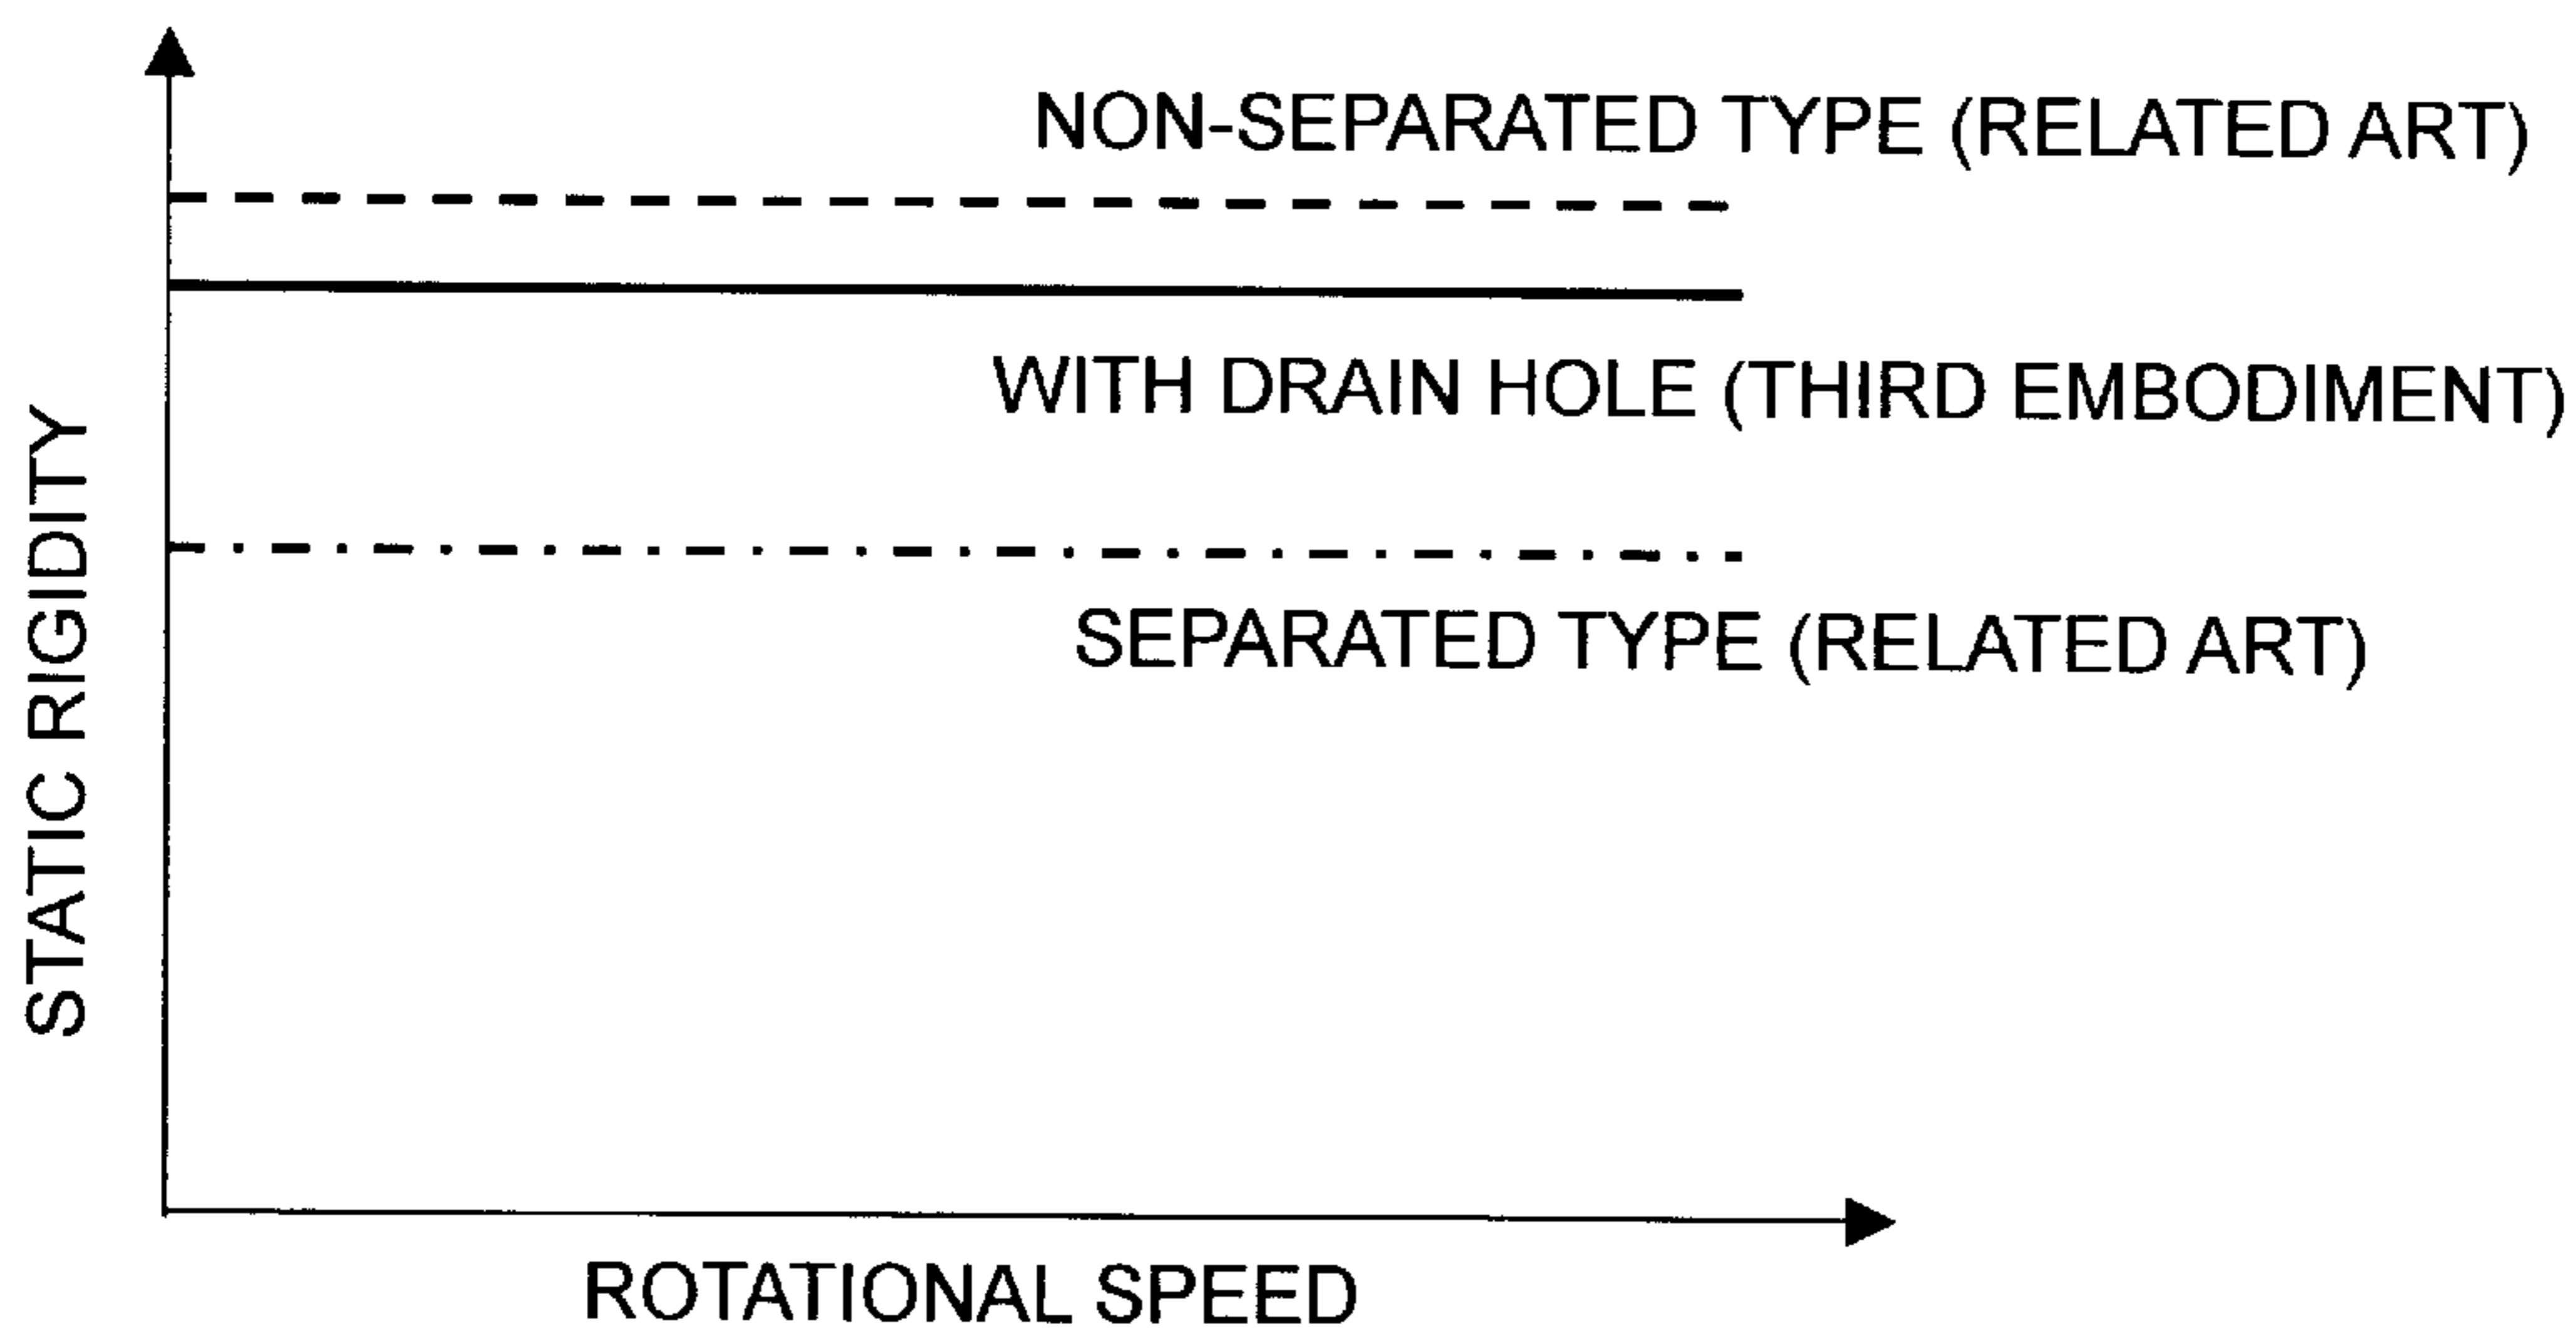 NON-SEPARATED TYPE (RELATED ART)
WITH DRAIN HOLE (THIRD EMBODIMENT)
SEPARATED TYPE (RELATED ART)
STATIC RIGIDITY
ROTATIONAL SPEED